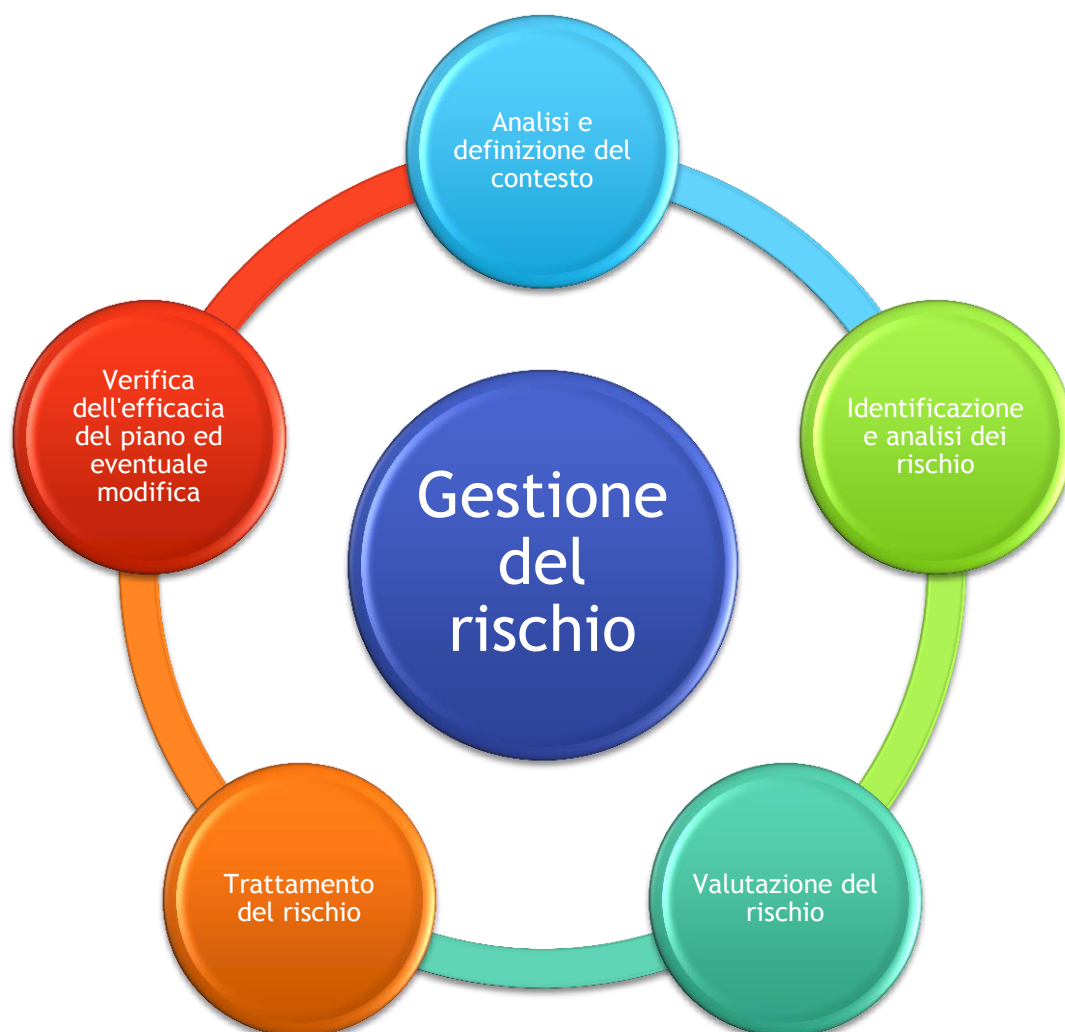 Analisi e
definizione del
contesto
Identificazione
e analisi dei
rischio
Valutazione del
rischio
Trattamento
del rischio
Verifica
dell'efficacia
del piano ed
eventuale
modifica
Gestione
del
rischio